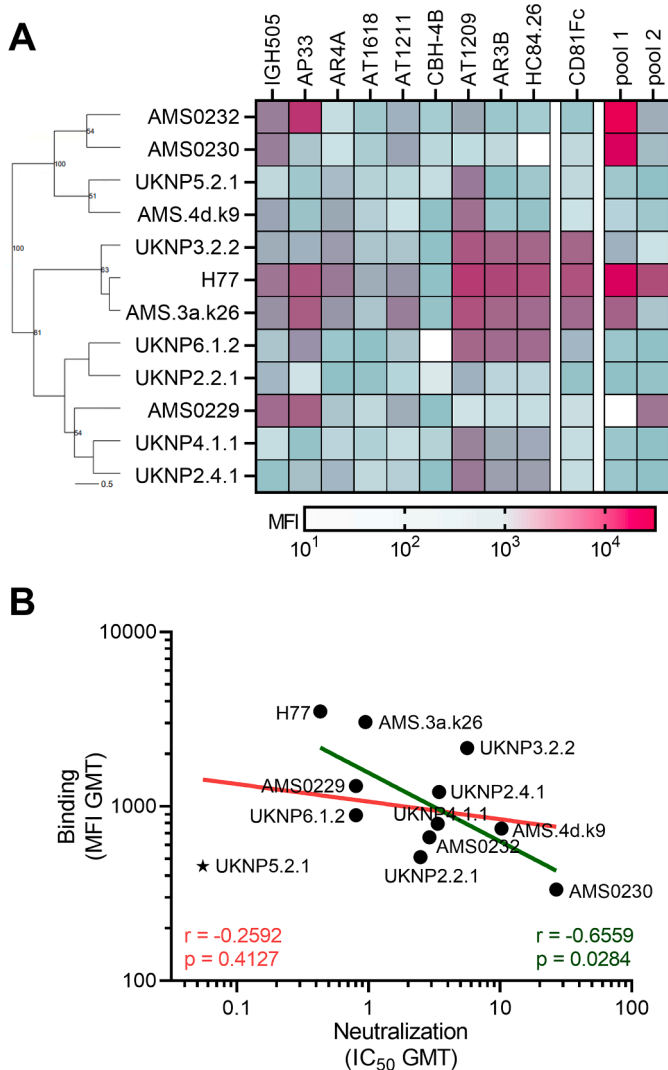 A
IGH505 AP33 AR4A AT1618 AT1211 CBH-4B AT1209 AR3B HC84.26 CD81Fc pool 1 pool 2
54 AMS0232
AMS0230
100
UKNP5.2.1
51
AMS.4d.k9
100
UKNP3.2.2
63 H77
AMS.3a.k26
81
UKNP6.1.2
UKNP2.2.1
AMS0229
54
UKNP4.1.1
UKNP2.4.1
0.5
MFI
10¹ 10² 10³ 10⁴
B
10000
H77 AMS.3a.k26
UKNP3.2.2
AMS0229 UKNP2.4.1
1000
UKNP6.1.2 UKNP4.1.1 AMS.4d.k9
AMS0232
UKNP5.2.1 UKNP2.2.1
AMS0230
Binding
(MFI GMT)
r = -0.2592 r = -0.6559
p = 0.4127 p = 0.0284
100
0.1 1 10 100
Neutralization
(IC₅₀ GMT)